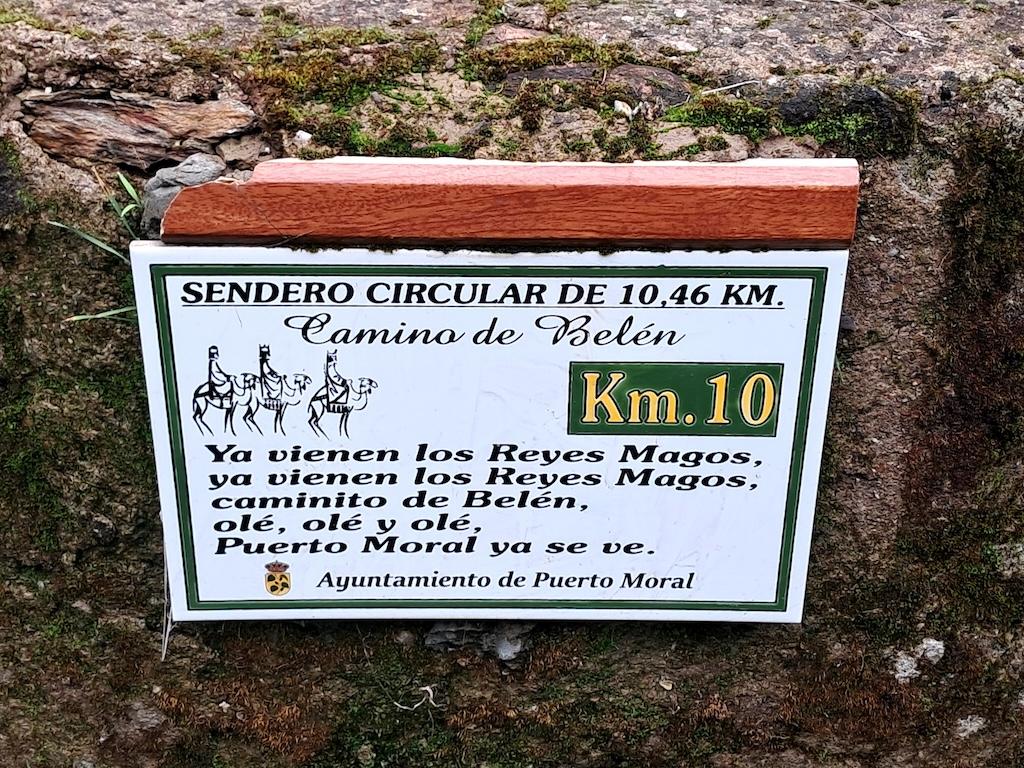 SENDERO CIRCULAR DE 10,46 KM.
Camino de Belén
Km. 10
Ya vienen los Reyes Magos,
ya vienen los Reyes Magos,
caminito de Belén,
olé, olé y olé,
Puerto Moral ya se ve.
Ayuntamiento de Puerto Moral